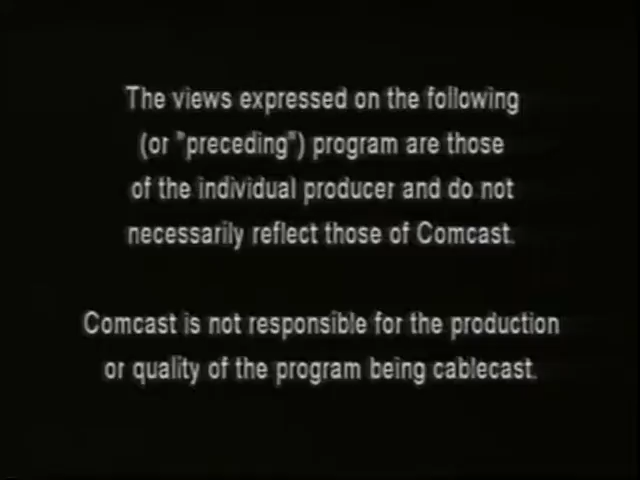 The views expressed on the following
(or "preceding") program are those
of the individual producer and do not
necessarily reflect those of Comcast.
Comcast is not responsible for the production
or quality of the program being cablecast.